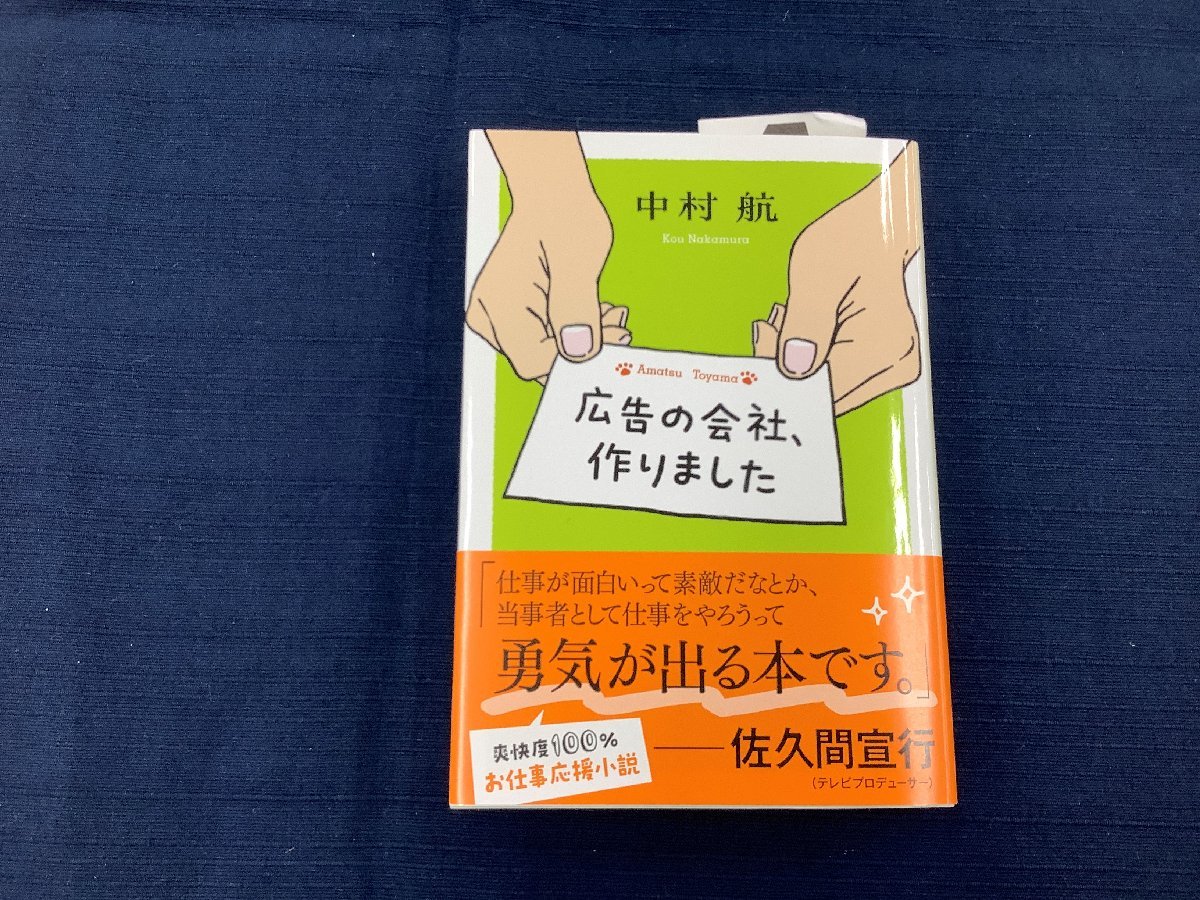 中村 航
Kou Nakamura
Amatsu Toyama
広告の会社、
作りました
「仕事が面白いって素敵だなとか、
当事者として仕事をやろうって
勇気が出る本です。」
爽快度100%
お仕事応援小説
——佐久間宣行
(テレビプロデューサー)